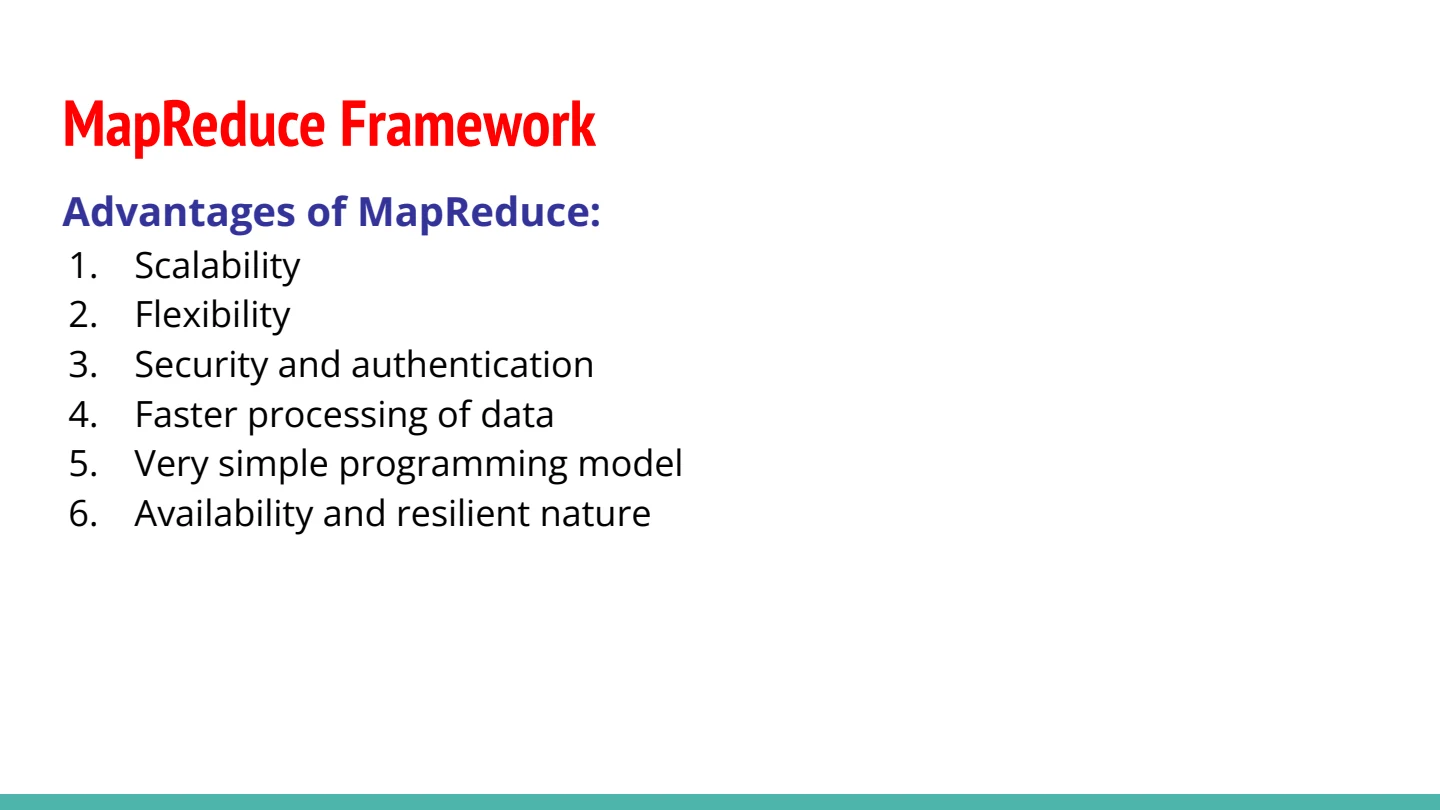 MapReduce Framework
Advantages of MapReduce:
1. Scalability
2. Flexibility
3. Security and authentication
4. Faster processing of data
5. Very simple programming model
6. Availability and resilient nature